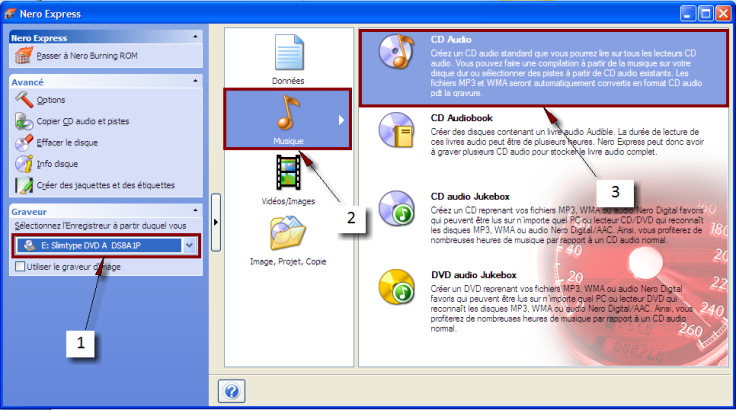 Nero Express
Nero Express
Passer à Nero Burning ROM
Avancé
Options
Copier CD audio et pistes
Effacer le disque
Info disque
Créer des jaquettes et des étiquettes
Graveur
Sélectionnez l'Enregistreur à partir duquel vous
E: Slimtype DVD A DS8A1P
Utiliser le graveur d'image
1
Données
Musique
Vidéos/Images
2
Image, Projet, Copie
CD Audio
Créez un CD audio standard que vous pourrez lire sur tous les lecteurs CD
audio. Vous pouvez faire une compilation à partir de la musique sur votre
disque dur ou sélectionner des pistes à partir de CD audio existants. Les
fichiers MP3 et WMA seront automatiquement convertis en format CD audio
pdt la gravure.
CD Audiobook
Créer des disques contenant un livre audio Audible. La durée de lecture de
ces livres audio peut être de plusieurs heures. Nero Express peut donc avoir
à graver plusieurs CD audio pour stocker le livre audio complet.
3
CD audio Jukebox
Créez un CD reprenant vos fichiers MP3, WMA ou audio Nero Digital favoris
qui peuvent être lus sur n'importe quel PC ou lecteur CD/DVD qui reconnaît
les disques MP3, WMA ou audio Nero Digital/AAC. Ainsi, vous profiterez de
nombreuses heures de musique par rapport à un CD audio normal.
DVD audio Jukebox
Créer un DVD reprenant vos fichiers MP3, WMA ou audio Nero Digital
favoris qui peuvent être lus sur n'importe quel PC ou lecteur DVD qui
reconnaît les disques MP3, WMA ou audio Nero Digital/AAC. Ainsi, vous
profiterez de nombreuses heures de musique par rapport à un CD audio
normal.
40
20
240
260